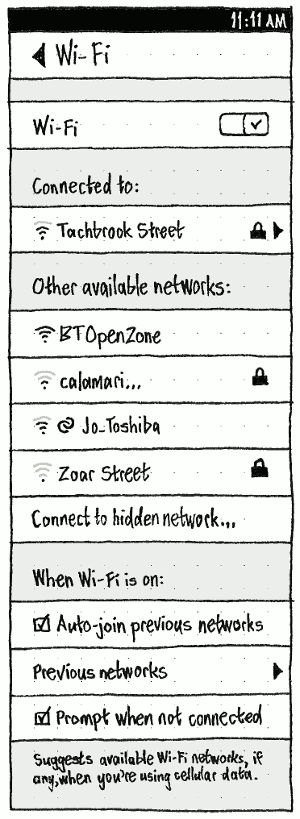 11:11 AM
Wi-Fi
Wi-Fi
Connected to:
Tachbrook Street
Other available networks:
BTOpenZone
calamari...
Jo_Toshiba
Zoar Street
Connect to hidden network...
When Wi-Fi is on:
Auto-join previous networks
Previous networks
Prompt when not connected
Suggests available Wi-Fi networks, if
any, when you're using cellular data.